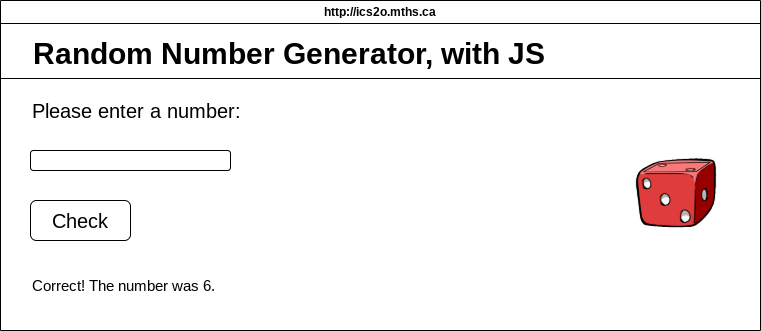 http://ics2o.mths.ca
Random Number Generator, with JS
Please enter a number:
Check
Correct! The number was 6.